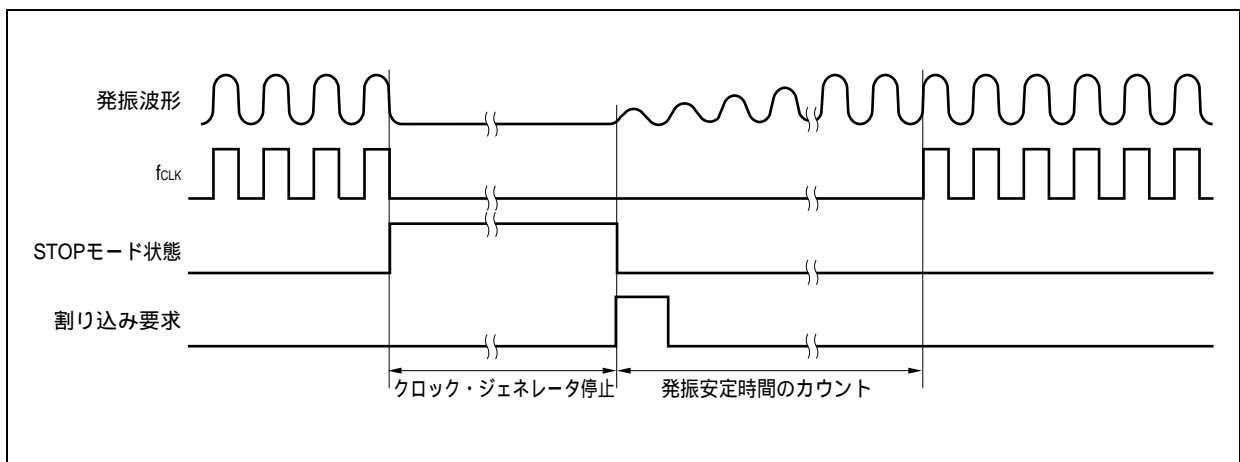 発振波形
fCLK
STOPモード状態
割り込み要求
クロック・ジェネレータ停止
発振安定時間のカウント